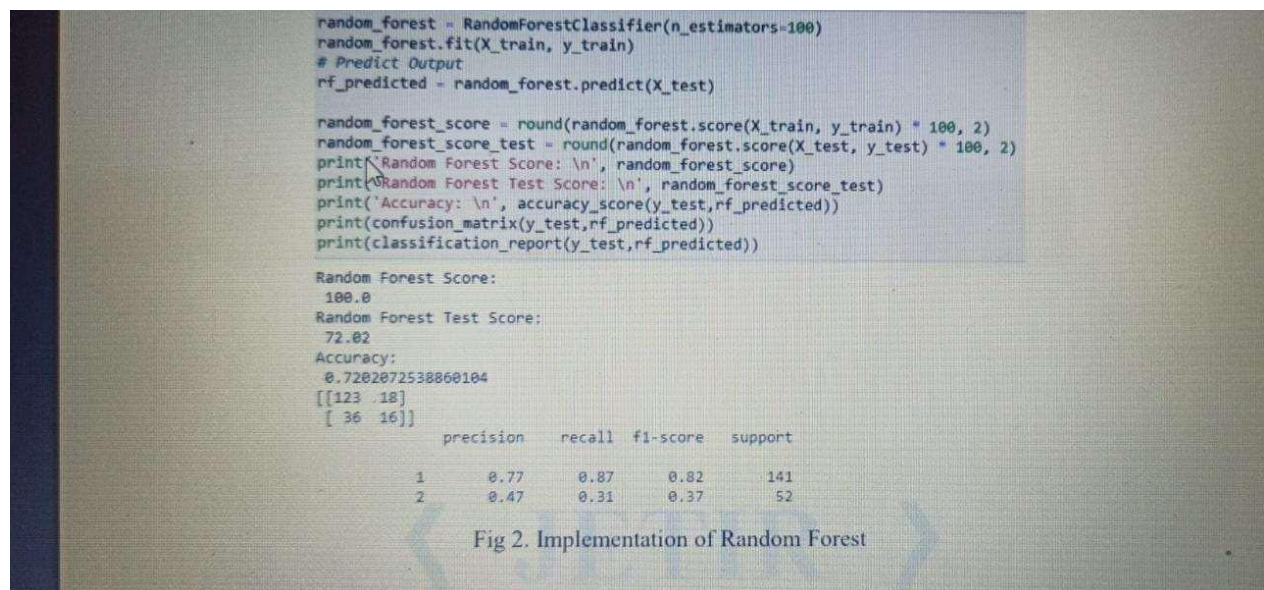 random_forest = RandomForestClassifier(n_estimators=100)
random_forest.fit(X_train, y_train)
# Predict Output
rf_predicted = random_forest.predict(X_test)
random_forest_score = round(random_forest.score(X_train, y_train) * 100, 2)
random_forest_score_test = round(random_forest.score(X_test, y_test) * 100, 2)
print('Random Forest Score: \n', random_forest_score)
print('Random Forest Test Score: \n', random_forest_score_test)
print('Accuracy: \n', accuracy_score(y_test,rf_predicted))
print(confusion_matrix(y_test,rf_predicted))
print(classification_report(y_test,rf_predicted))
Random Forest Score:
100.0
Random Forest Test Score:
72.02
Accuracy:
0.7202072538860104
[[123 18]
[ 36 16]]
precision recall f1-score support
1 0.77 0.87 0.82 141
2 0.47 0.31 0.37 52
Fig 2. Implementation of Random Forest
JETIR